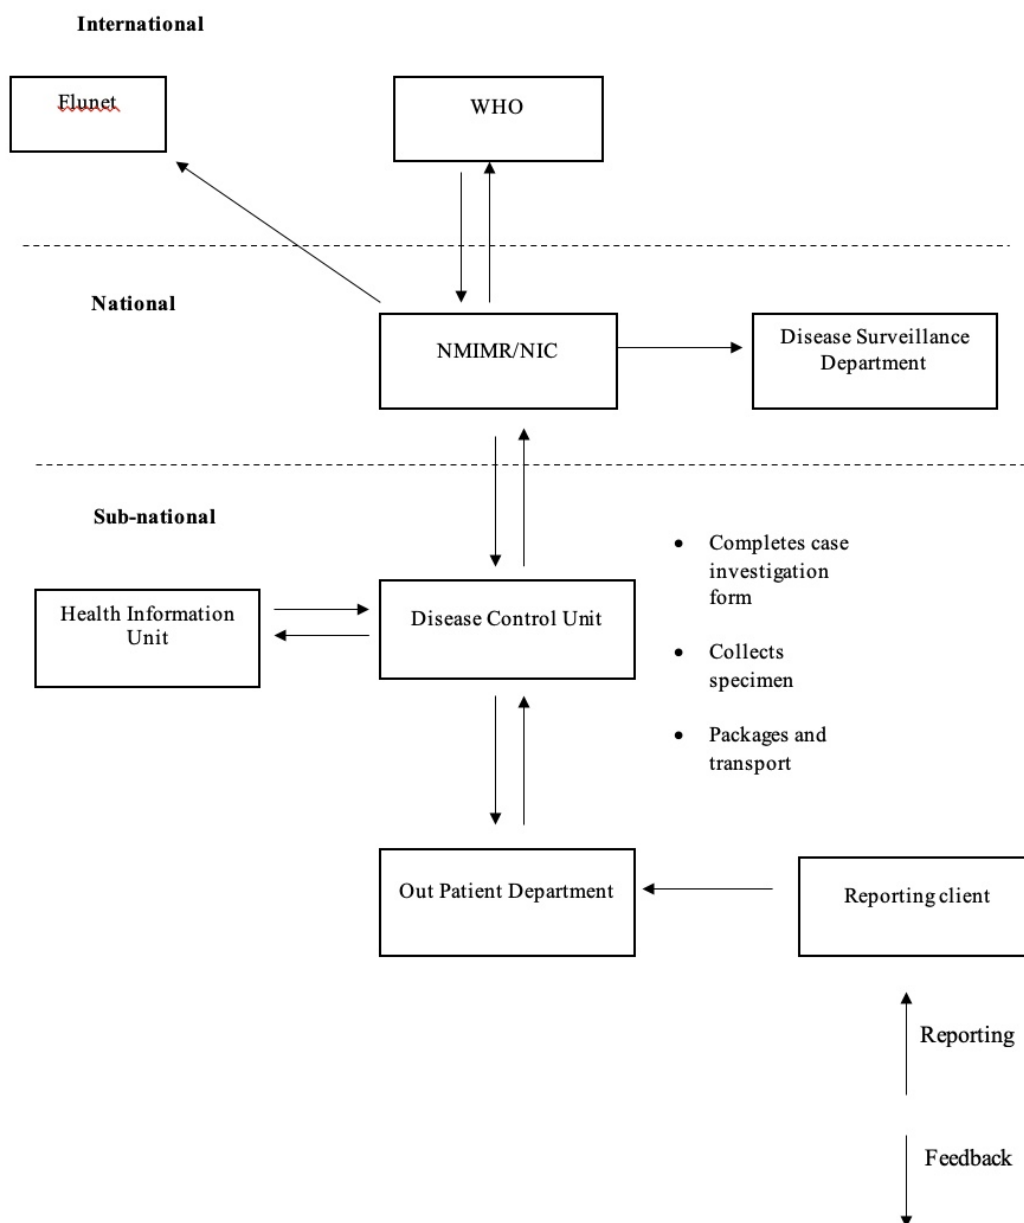 International
Flunet
WHO
National
NMIMR/NIC
Disease Surveillance
Department
Sub-national
Health Information
Unit
Disease Control Unit
• Completes case
investigation
form
• Collects
specimen
• Packages and
transport
Out Patient Department
Reporting client
Reporting
Feedback